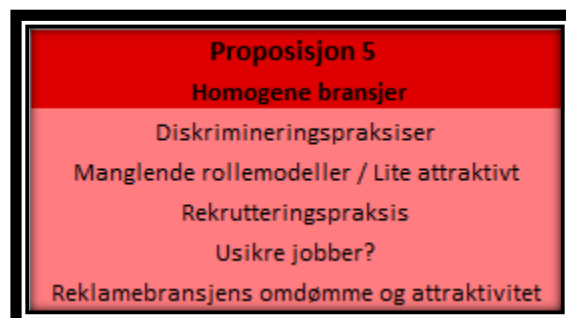 Proposisjon 5
Homogene bransjer
Diskrimineringspraksiser
Manglende rollemodeller / Lite attraktivt
Rekrutteringspraksis
Usikre jobber?
Reklamebransjens omdømme og attraktivitet